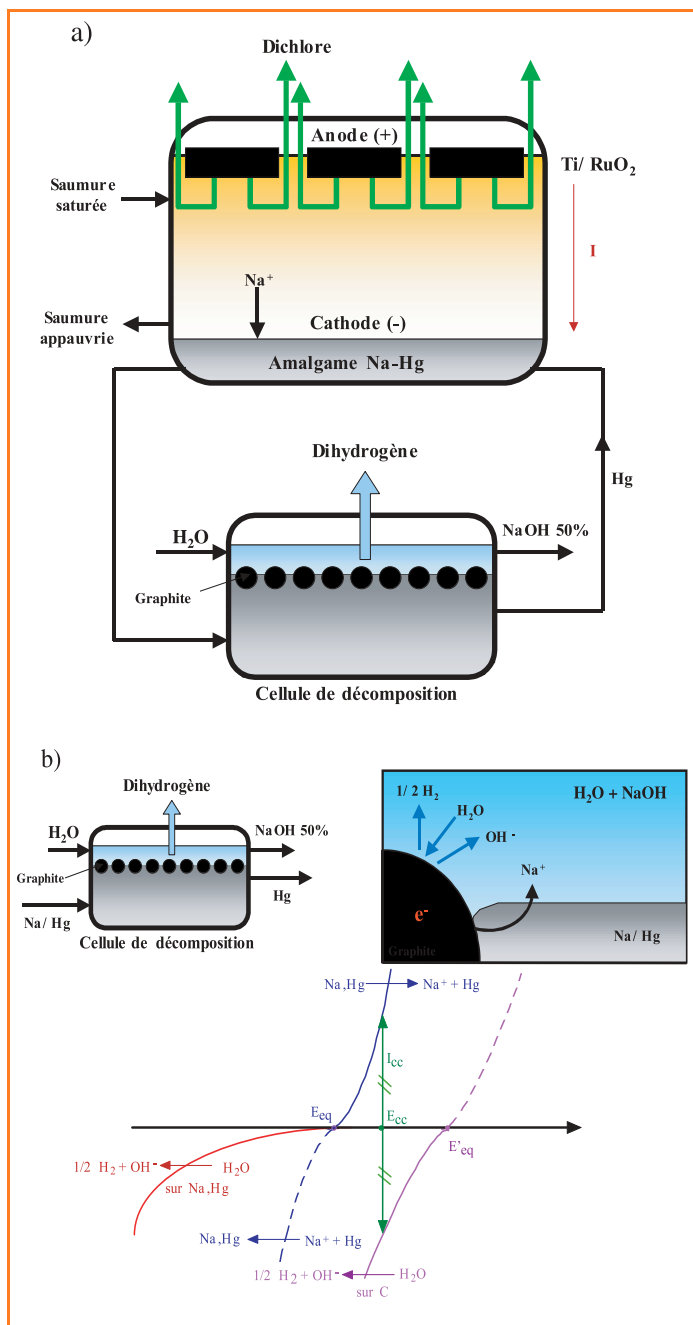 a)
Dichlore
Anode (+)
Ti/ RuO2
Saumure
saturée
I
Na+
Saumure
appauvrie
Cathode (-)
Amalgame Na-Hg
Dihydrogène
Hg
H2O
NaOH 50%
Graphite
Cellule de décomposition
b)
Dihydrogène
H2O
NaOH 50%
Graphite
Hg
Na/ Hg
Cellule de décomposition
1/ 2 H2
H2O
OH -
H2O + NaOH
Na+
e-
Na/ Hg
Graphite
Na,Hg → Na+ + Hg
Icc
Eeq
Ecc
E'eq
1/2 H2 + OH- ← H2O
sur Na,Hg
Na,Hg ← Na+ + Hg
1/2 H2 + OH- ← H2O
sur C